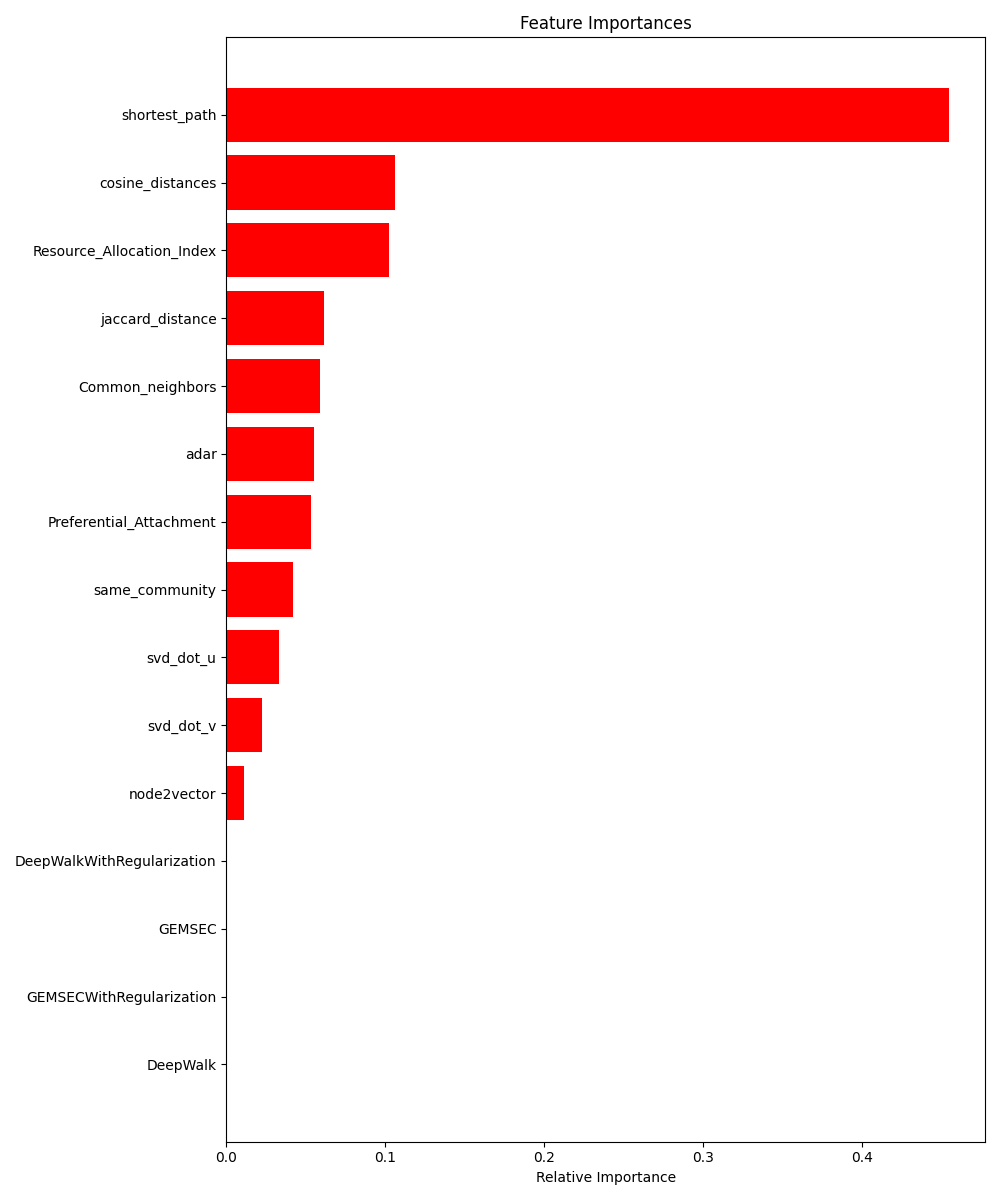 Feature Importances
shortest_path
cosine_distances
Resource_Allocation_Index
jaccard_distance
Common_neighbors
adar
Preferential_Attachment
same_community
svd_dot_u
svd_dot_v
node2vector
DeepWalkWithRegularization
GEMSEC
GEMSECWithRegularization
DeepWalk
0.0 0.1 0.2 0.3 0.4
Relative Importance